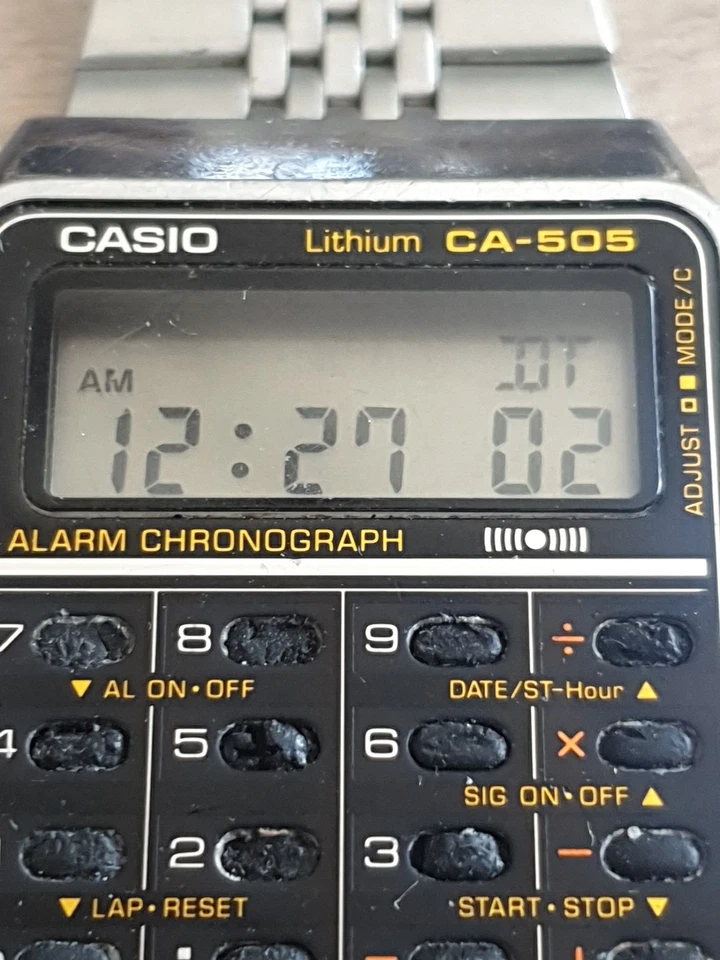 CASIO Lithium CA-505
ADJUST MODE/C
AM
12:27 02
ALARM CHRONOGRAPH
7 8 9 ÷
▼ AL ON•OFF DATE/ST-Hour ▲
4 5 6 ×
SIG ON•OFF ▲
2 3 −
▼ LAP•RESET START•STOP ▼